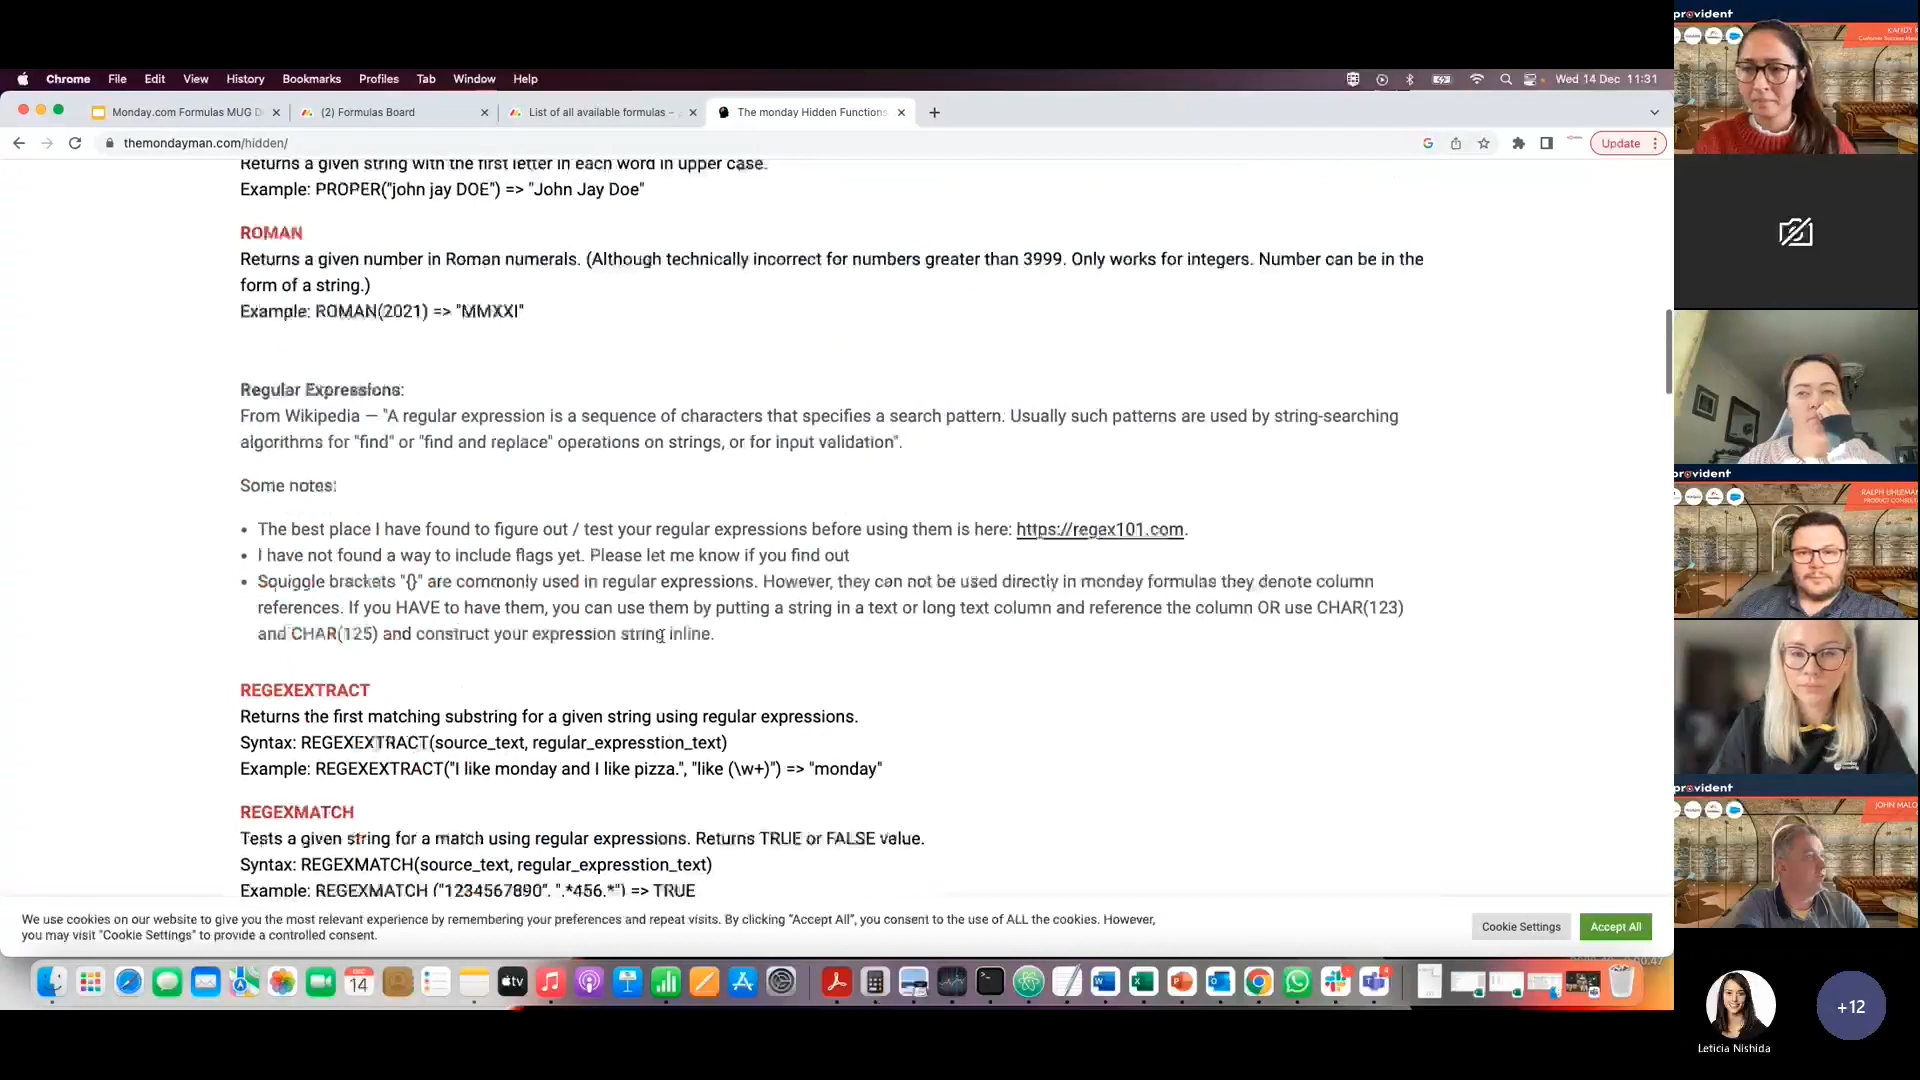 Chrome File Edit View History Bookmarks Profiles Tab Window Help
Wed 14 Dec 11:31
Monday.com Formulas MUG D
(2) Formulas Board
List of all available formulas –
The monday Hidden Functions
themondayman.com/hidden/
Update
Returns a given string with the first letter in each word in upper case.
Example: PROPER("john jay DOE") => "John Jay Doe"
ROMAN
Returns a given number in Roman numerals. (Although technically incorrect for numbers greater than 3999. Only works for integers. Number can be in the
form of a string.)
Example: ROMAN(2021) => "MMXXI"
Regular Expressions:
From Wikipedia — "A regular expression is a sequence of characters that specifies a search pattern. Usually such patterns are used by string-searching
algorithms for "find" or "find and replace" operations on strings, or for input validation".
Some notes:
• The best place I have found to figure out / test your regular expressions before using them is here: https://regex101.com.
• I have not found a way to include flags yet. Please let me know if you find out
• Squiggle brackets "{}" are commonly used in regular expressions. However, they can not be used directly in monday formulas they denote column
references. If you HAVE to have them, you can use them by putting a string in a text or long text column and reference the column OR use CHAR(123)
and CHAR(125) and construct your expression string inline.
REGEXEXTRACT
Returns the first matching substring for a given string using regular expressions.
Syntax: REGEXEXTRACT(source_text, regular_expresstion_text)
Example: REGEXEXTRACT("I like monday and I like pizza.", "like (\w+)") => "monday"
REGEXMATCH
Tests a given string for a match using regular expressions. Returns TRUE or FALSE value.
Syntax: REGEXMATCH(source_text, regular_expresstion_text)
Example: REGEXMATCH ("1234567890", ".*456.*") => TRUE
We use cookies on our website to give you the most relevant experience by remembering your preferences and repeat visits. By clicking “Accept All”, you consent to the use of ALL the cookies. However,
you may visit "Cookie Settings" to provide a controlled consent.
Cookie Settings
Accept All
14
tv
provident
provident
RALPH
PRODUCT
provident
JOHN
+12
Leticia Nishida